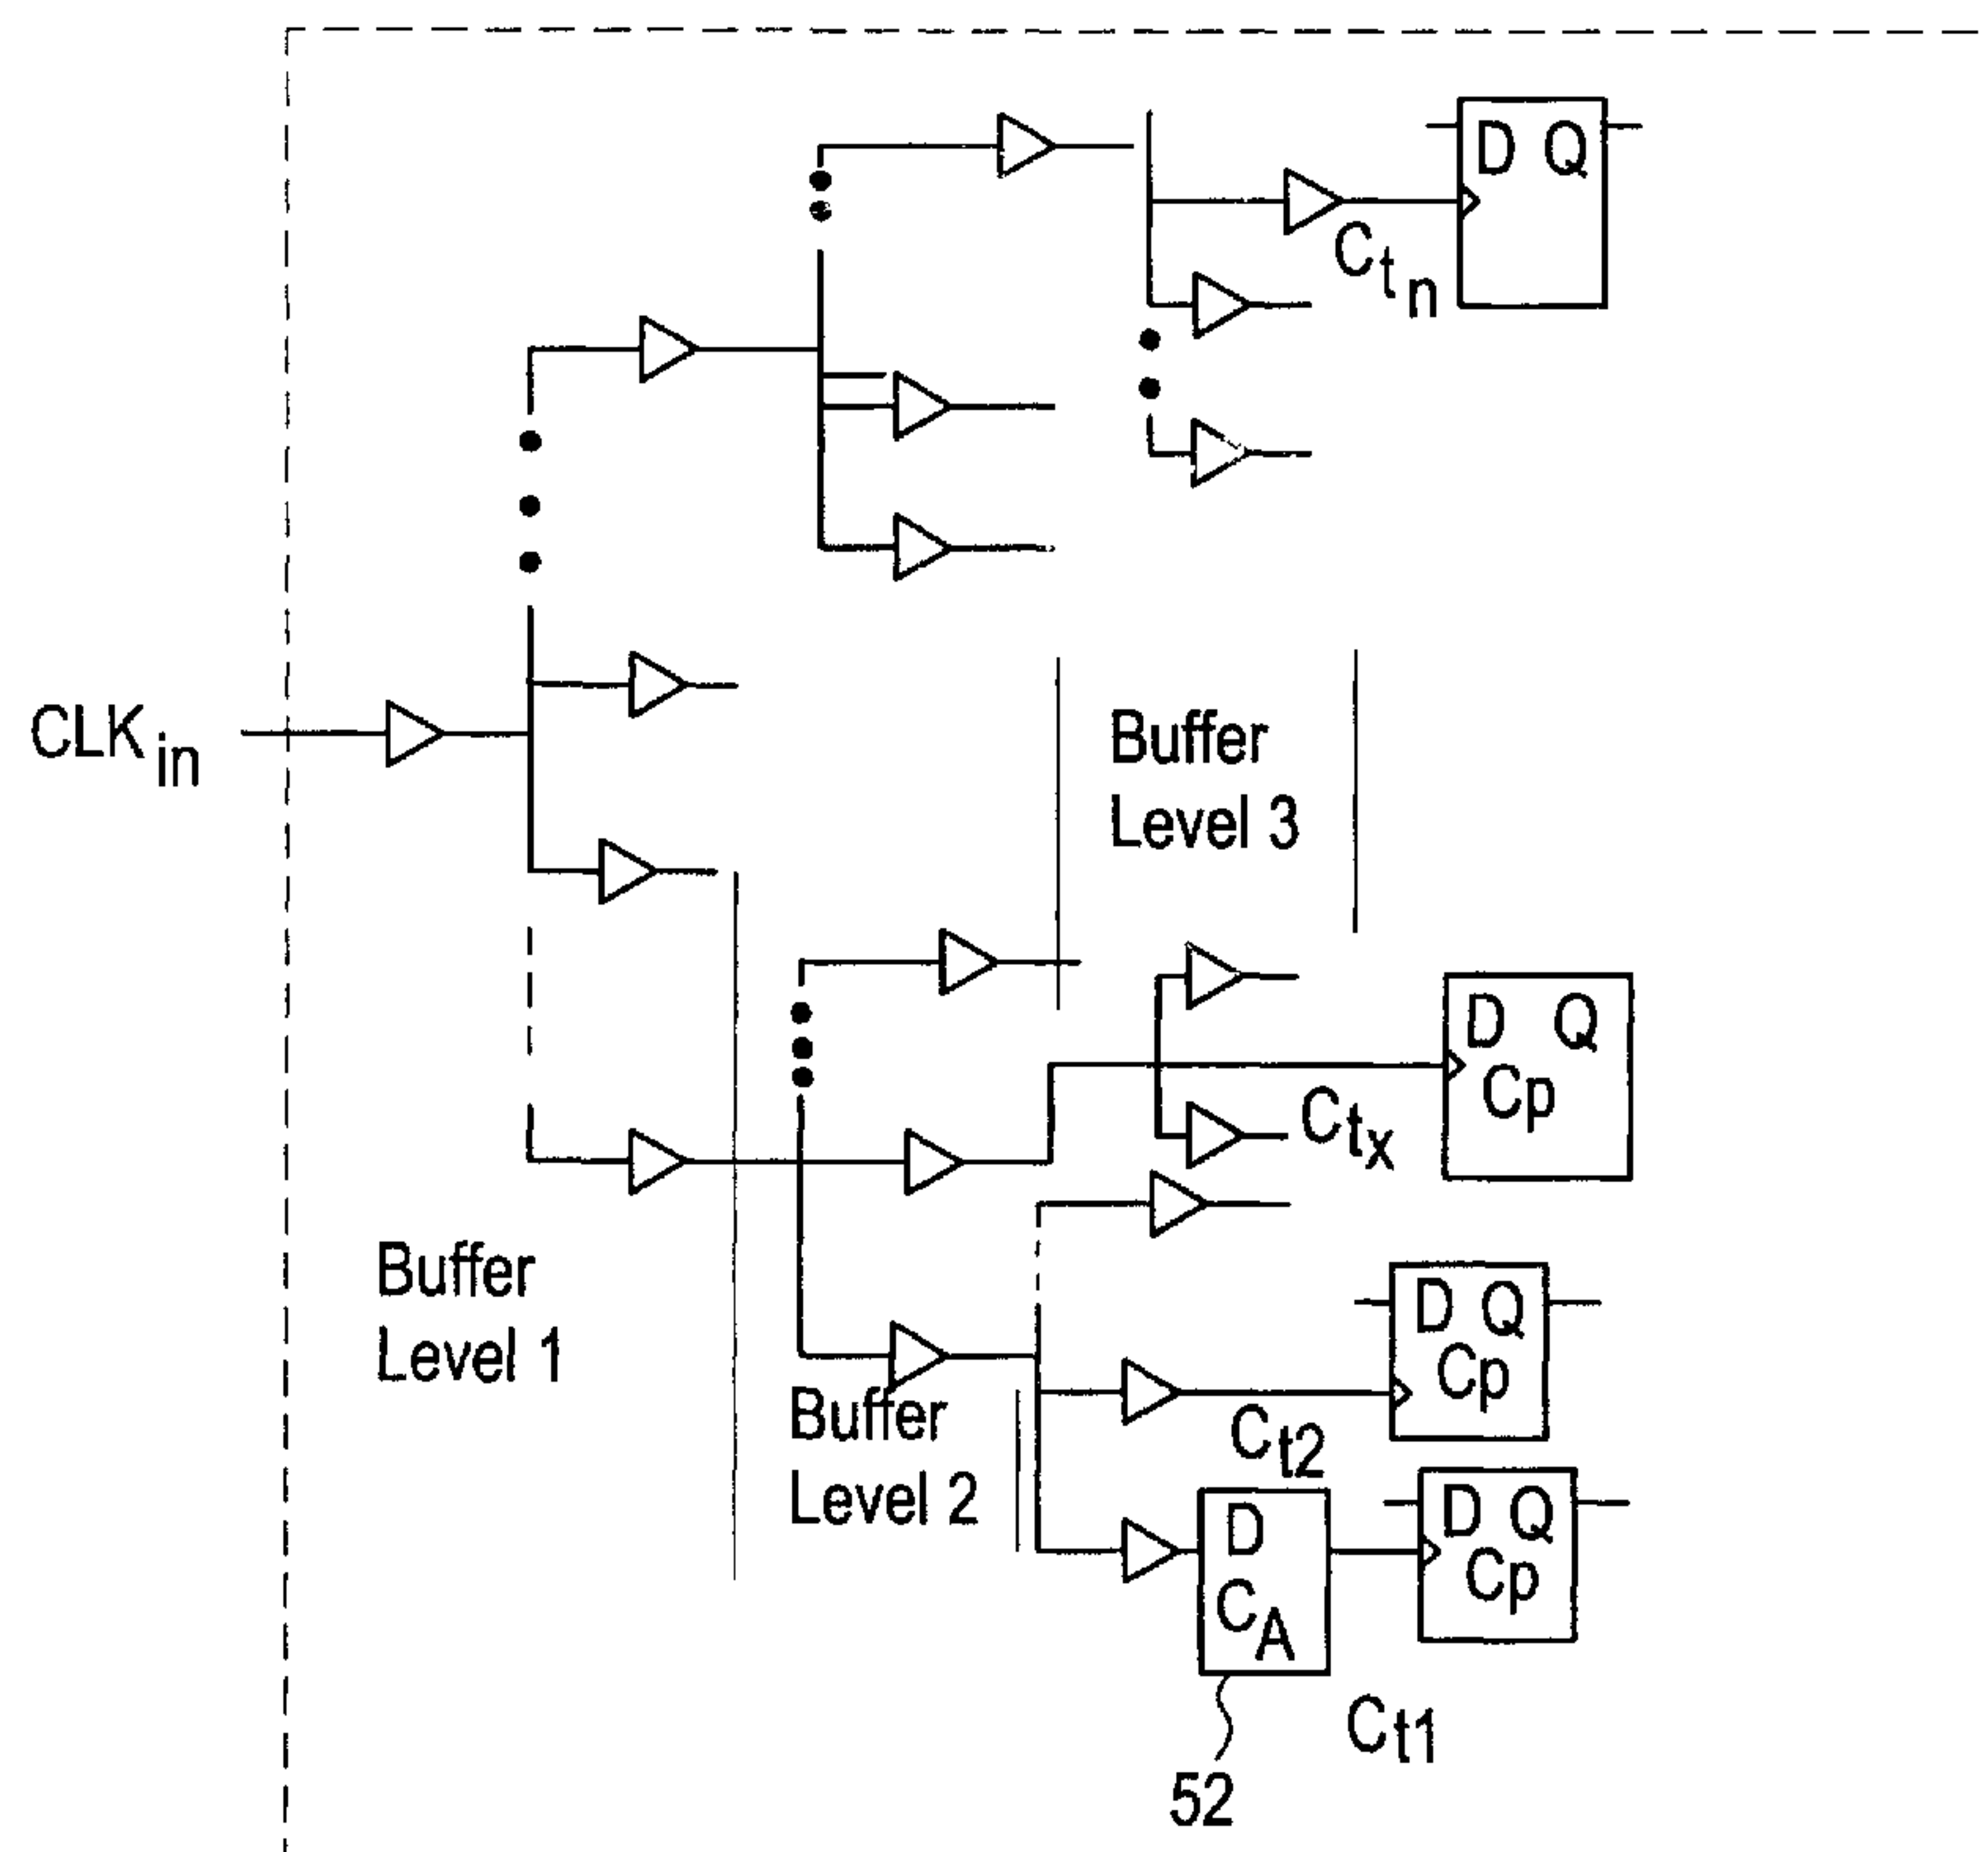 D Q
Ctn
CLKin
Buffer
Level 3
D Q
Cp
Ctx
Buffer
Level 1
D Q
Cp
Buffer
Level 2
Ct2
D Q
Cp
D
CA
Ct1
52